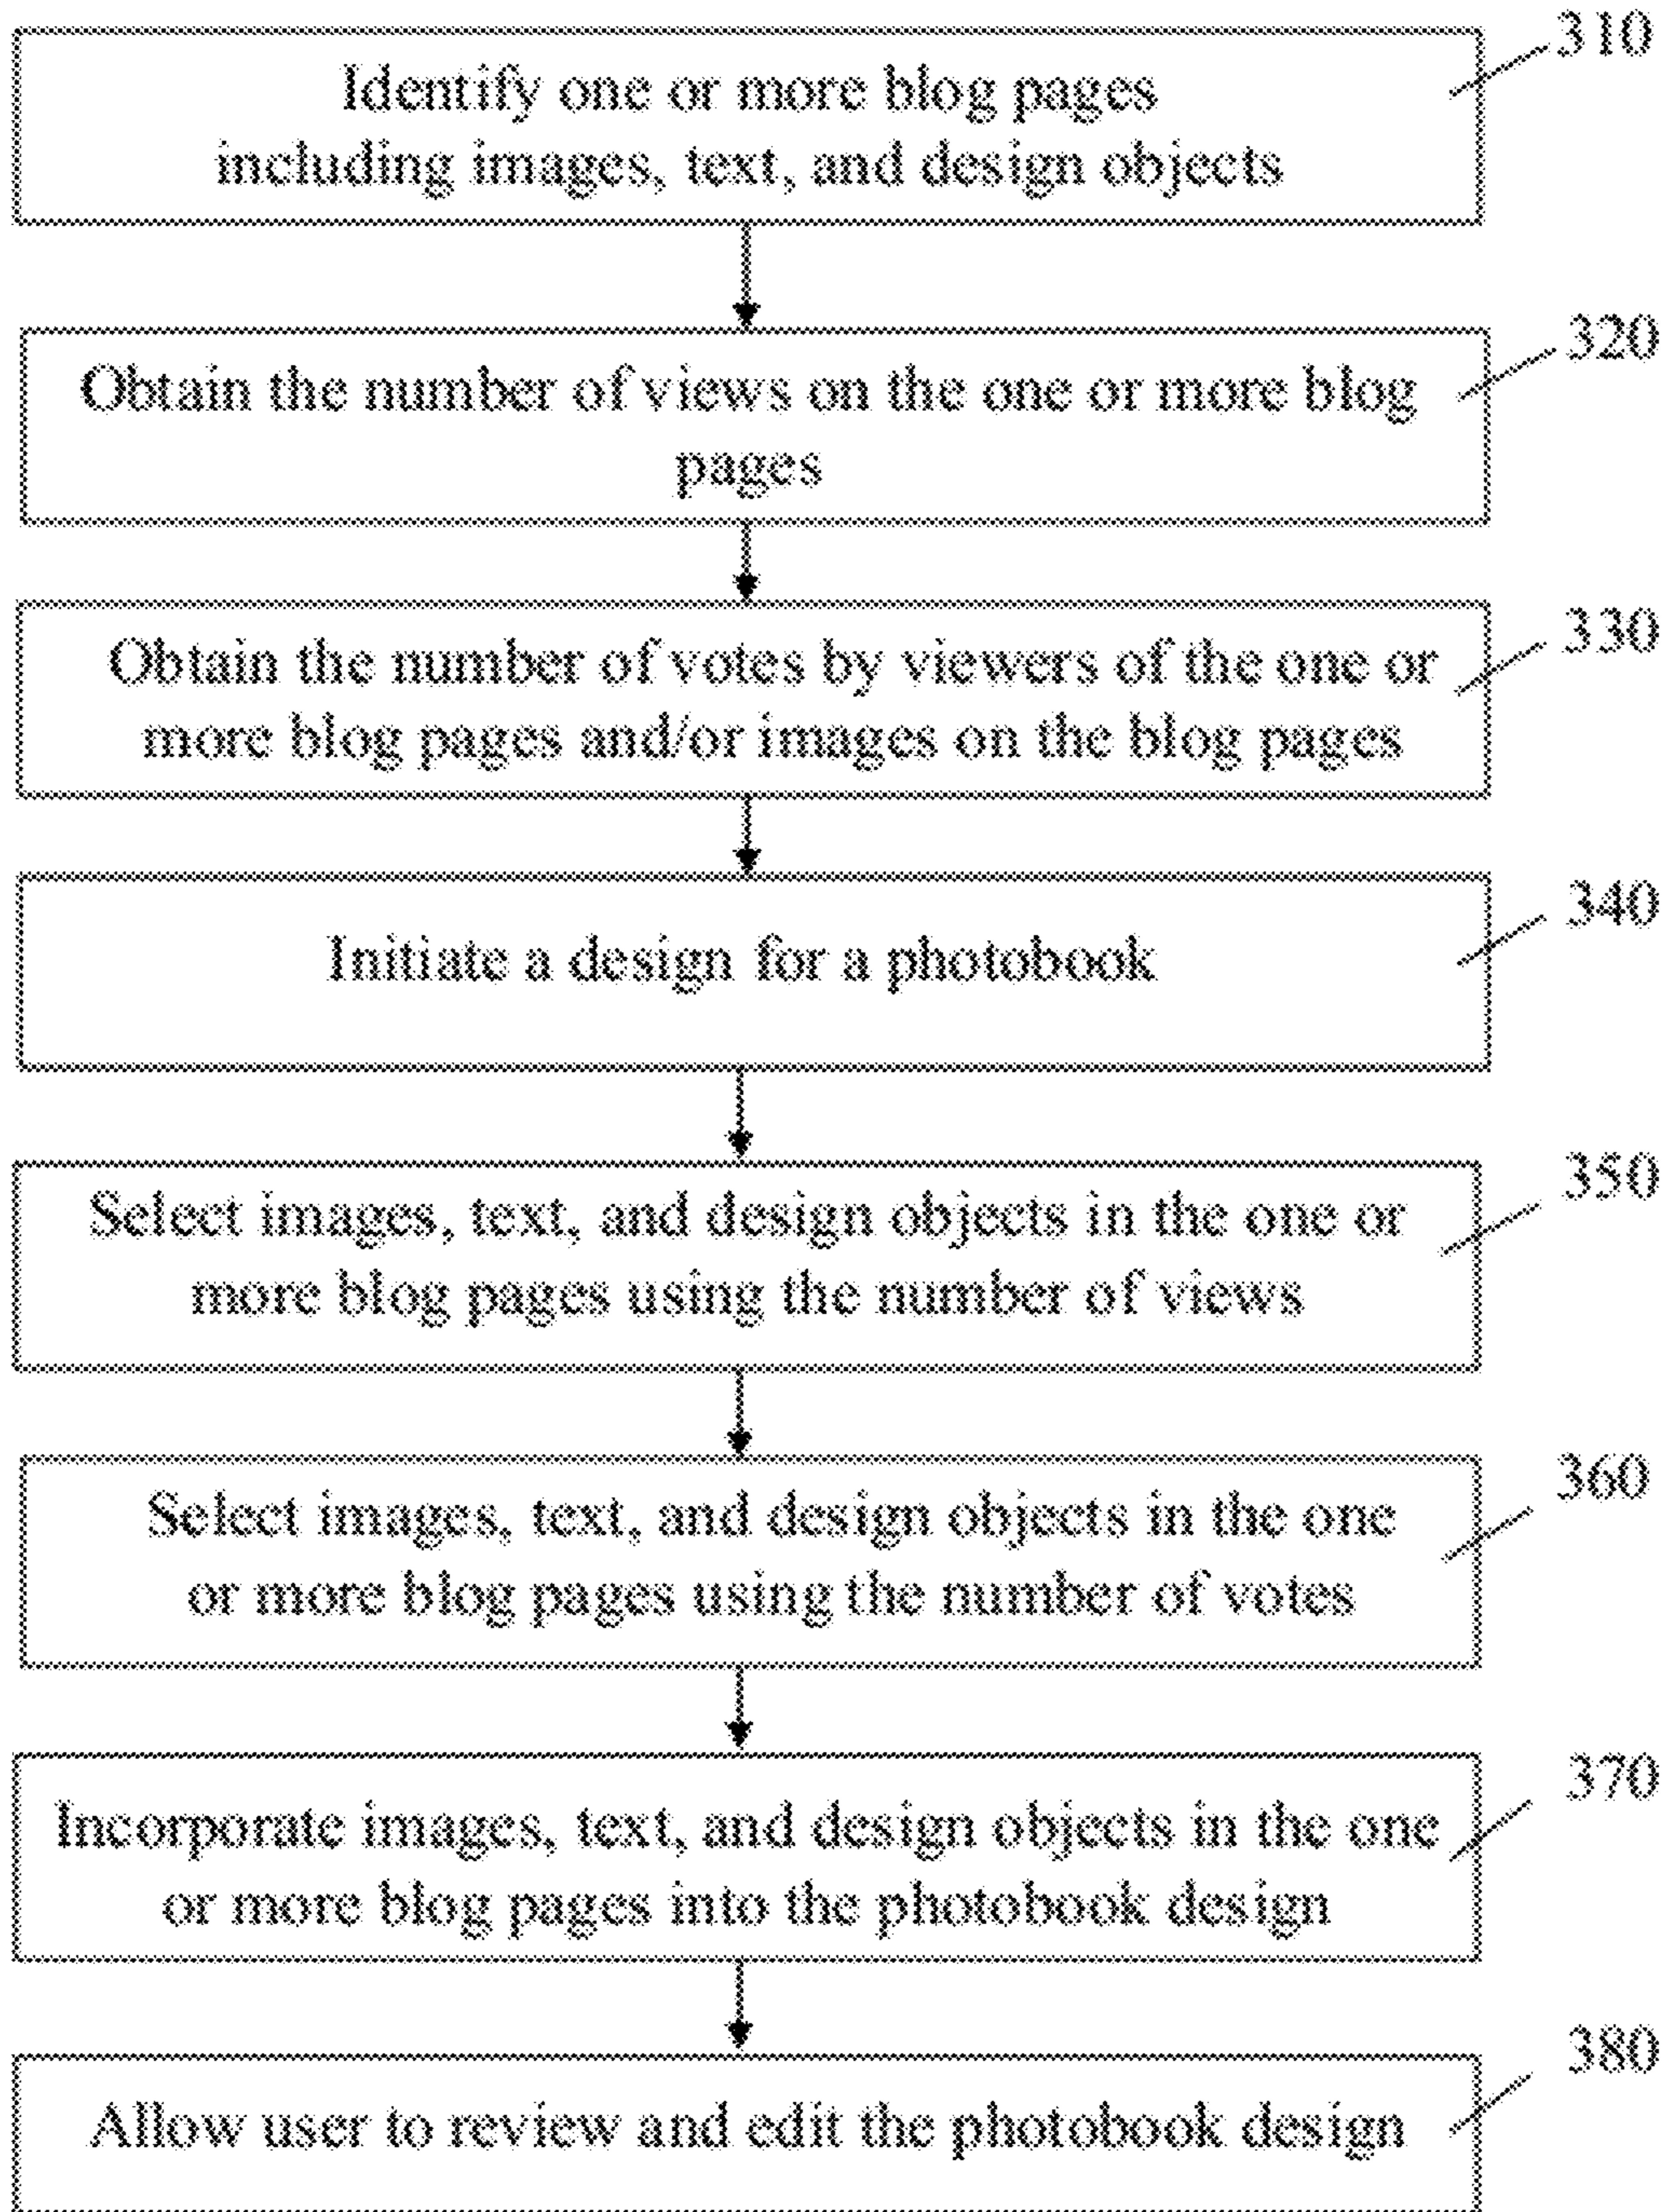 310
Identify one or more blog pages
including images, text, and design objects
320
Obtain the number of views on the one or more blog
pages
330
Obtain the number of votes by viewers of the one or
more blog pages and/or images on the blog pages
340
Initiate a design for a photobook
350
Select images, text, and design objects in the one or
more blog pages using the number of views
360
Select images, text, and design objects in the one
or more blog pages using the number of votes
370
Incorporate images, text, and design objects in the one
or more blog pages into the photobook design
380
Allow user to review and edit the photobook design